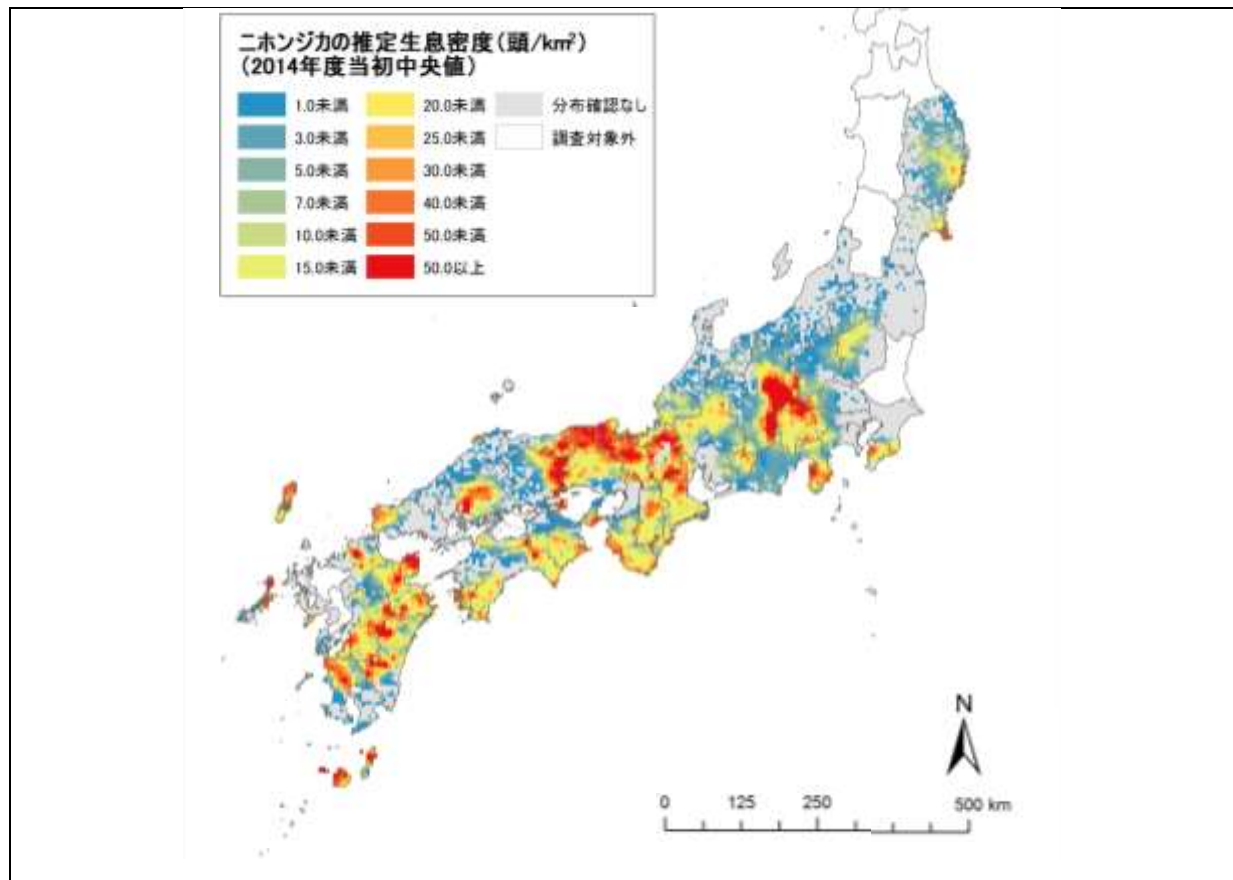 ニホンジカの推定生息密度（頭/km²）
（2014年度当初中央値）
1.0未満
3.0未満
5.0未満
7.0未満
10.0未満
15.0未満
20.0未満
25.0未満
30.0未満
40.0未満
50.0未満
50.0以上
分布確認なし
調査対象外
N
0 125 250 500 km